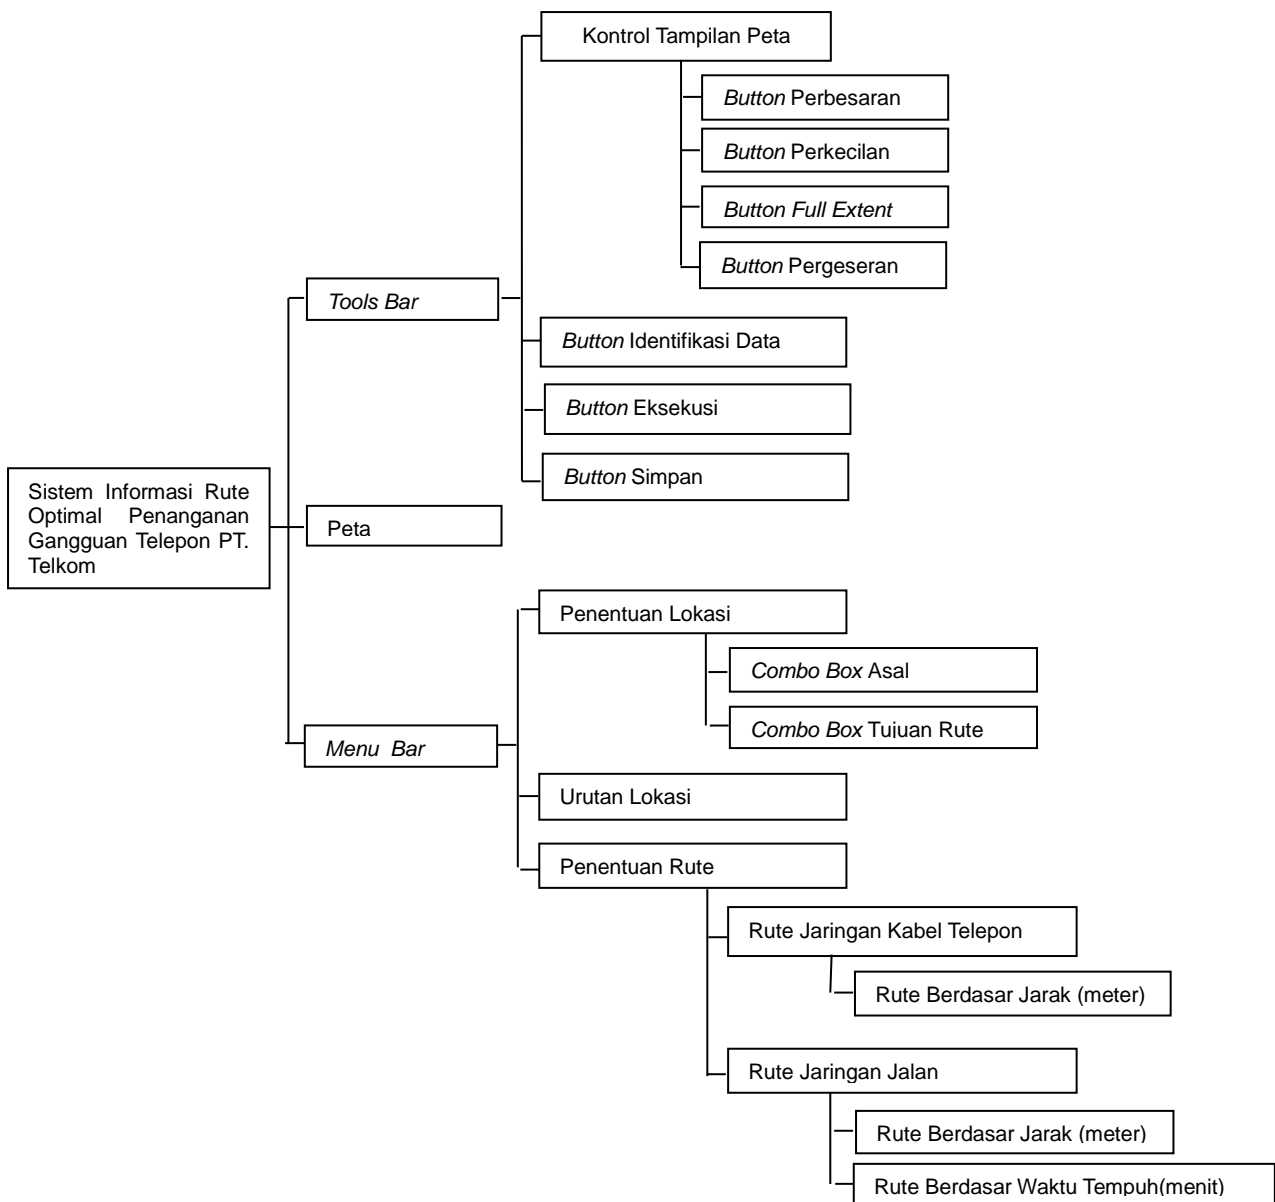 Kontrol Tampilan Peta
Button Perbesaran
Button Perkecilan
Button Full Extent
Button Pergeseran
Tools Bar
Button Identifikasi Data
Button Eksekusi
Button Simpan
Sistem Informasi Rute
Optimal Penanganan
Gangguan Telepon PT.
Telkom
Peta
Penentuan Lokasi
Combo Box Asal
Combo Box Tujuan Rute
Menu Bar
Urutan Lokasi
Penentuan Rute
Rute Jaringan Kabel Telepon
Rute Berdasar Jarak (meter)
Rute Jaringan Jalan
Rute Berdasar Jarak (meter)
Rute Berdasar Waktu Tempuh(menit)